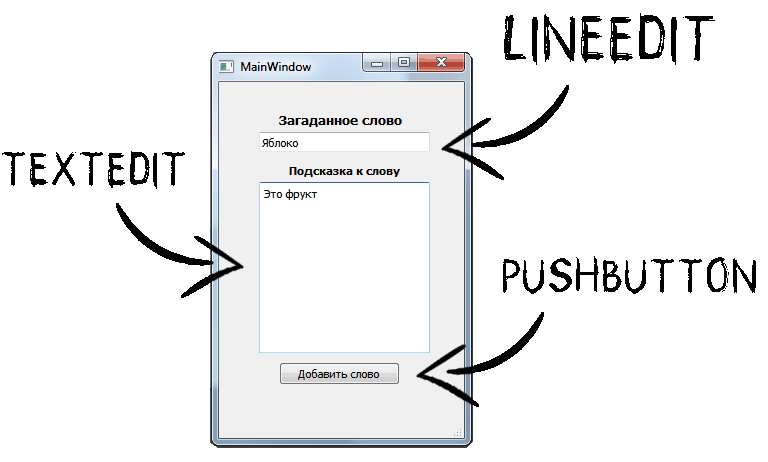 LINEEDIT
MainWindow
Загаданное слово
Яблоко
TEXTEDIT
Подсказка к слову
Это фрукт
PUSHBUTTON
Добавить слово